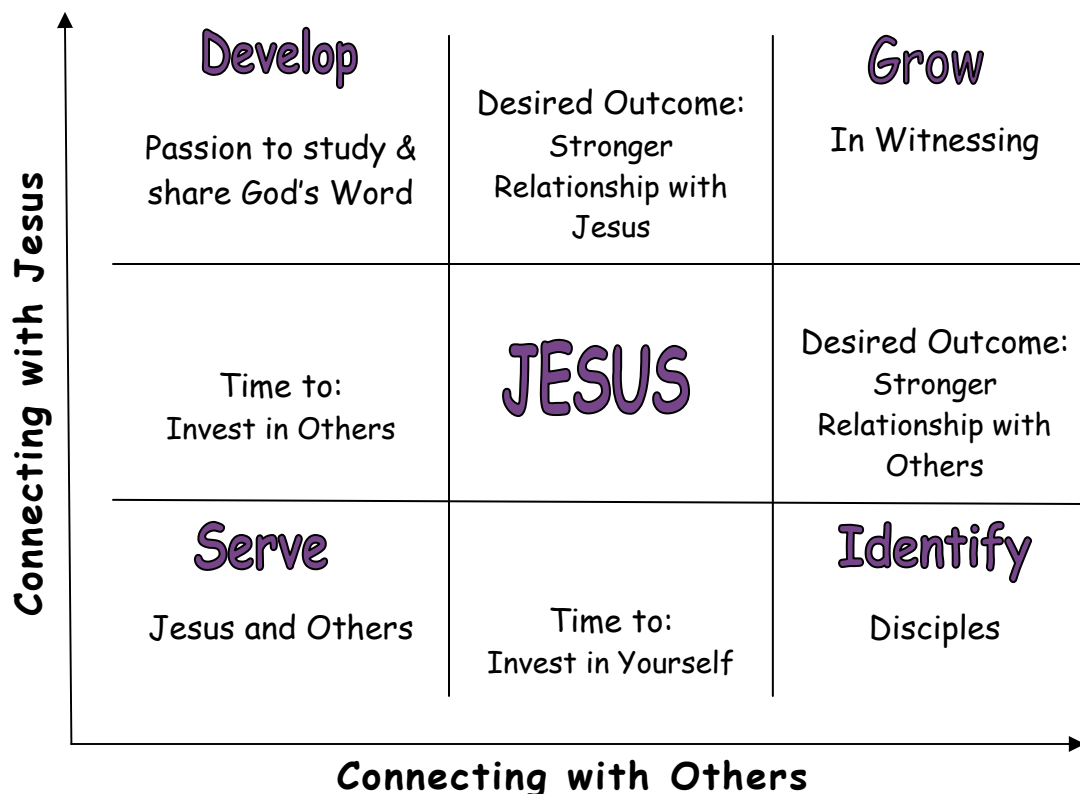 Develop
Passion to study &
share God's Word
Desired Outcome:
Stronger
Relationship with
Jesus
Grow
In Witnessing
Time to:
Invest in Others
JESUS
Desired Outcome:
Stronger
Relationship with
Others
Serve
Jesus and Others
Time to:
Invest in Yourself
Identify
Disciples
Connecting with Jesus
Connecting with Others